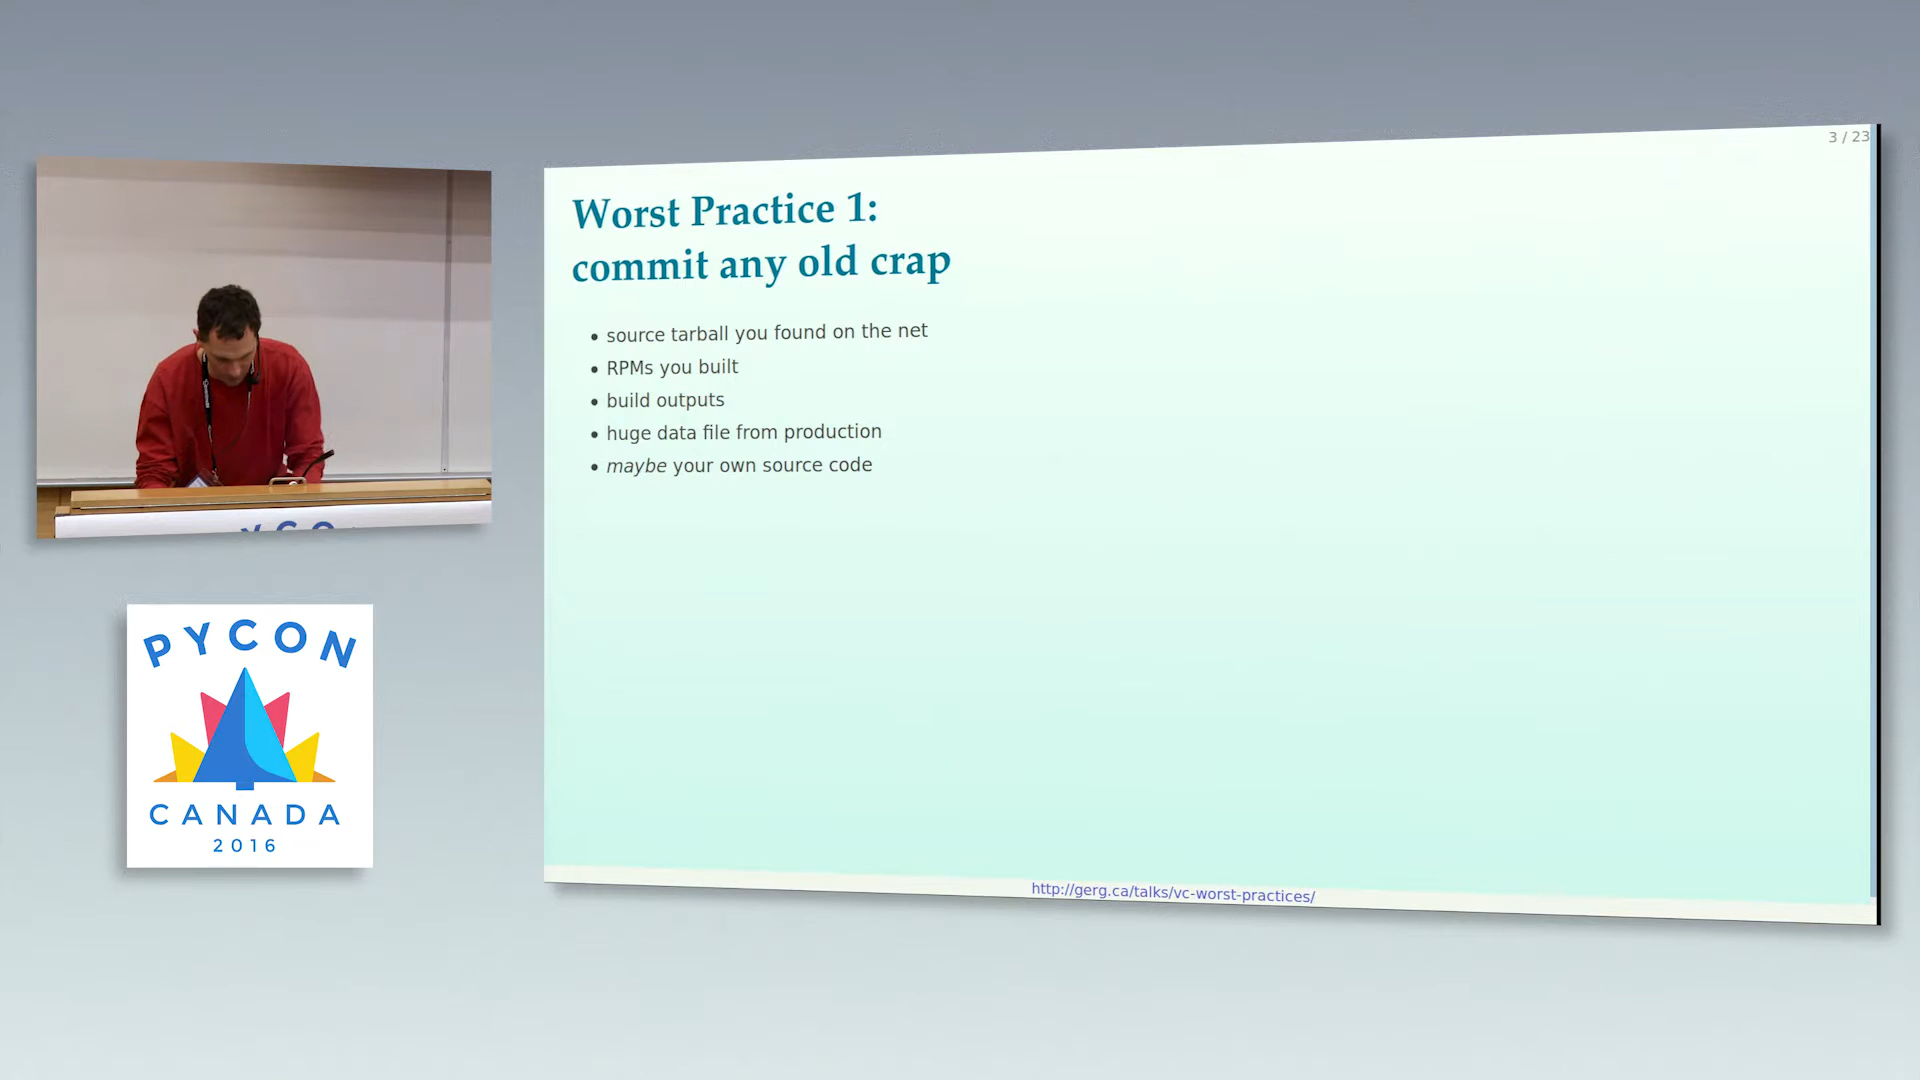 3 / 23
Worst Practice 1:
commit any old crap
• source tarball you found on the net
• RPMs you built
• build outputs
• huge data file from production
• maybe your own source code
http://gerg.ca/talks/vc-worst-practices/
PYCON
CANADA
2016